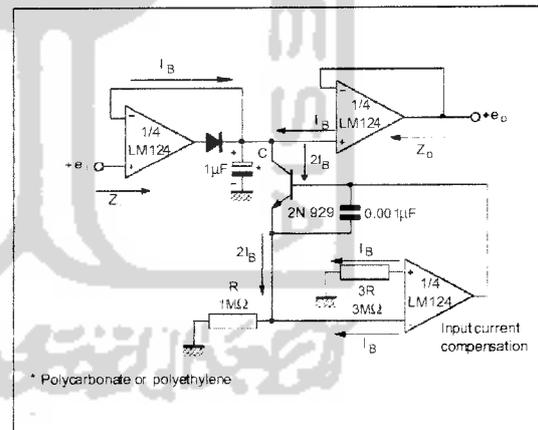 I_B
1/4
LM124
+e_I
Z_I
1µF
*
C
I_B
2I_B
1/4
LM124
+e_o
Z_o
2N 929
0.001µF
2I_B
R
1MΩ
I_B
3R
3MΩ
1/4
LM124
I_B
Input current
compensation
* Polycarbonate or polyethylene